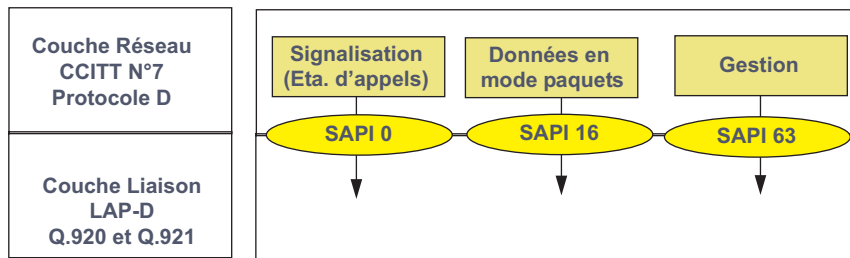 Couche Réseau
CCITT N°7
Protocole D
Signalisation
(Eta. d'appels)
Données en
mode paquets
Gestion
SAPI 0
SAPI 16
SAPI 63
Couche Liaison
LAP-D
Q.920 et Q.921